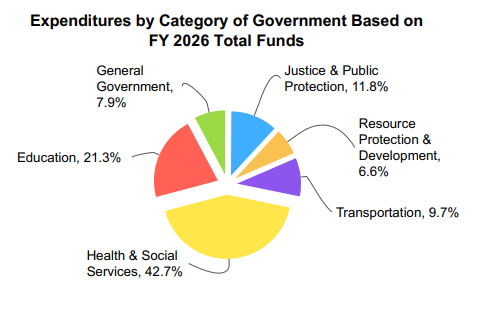 Expenditures by Category of Government Based on
FY 2026 Total Funds
General
Government,
7.9%
Justice & Public
Protection, 11.8%
Resource
Protection &
Development,
6.6%
Education, 21.3%
Transportation, 9.7%
Health & Social
Services, 42.7%